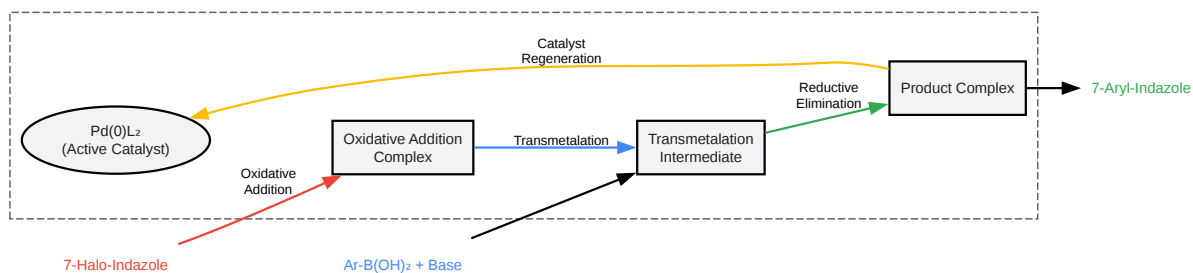 Catalyst
Regeneration
Pd(0)L₂
(Active Catalyst)
Oxidative
Addition
Oxidative Addition
Complex
Transmetalation
Transmetalation
Intermediate
Reductive
Elimination
Product Complex
7-Aryl-Indazole
7-Halo-Indazole
Ar-B(OH)₂ + Base